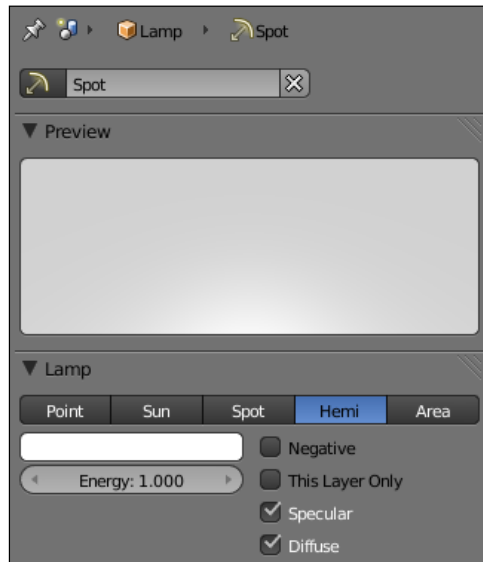 Lamp Spot
Spot
Preview
Lamp
Point Sun Spot Hemi Area
Negative
Energy: 1.000 This Layer Only
Specular
Diffuse